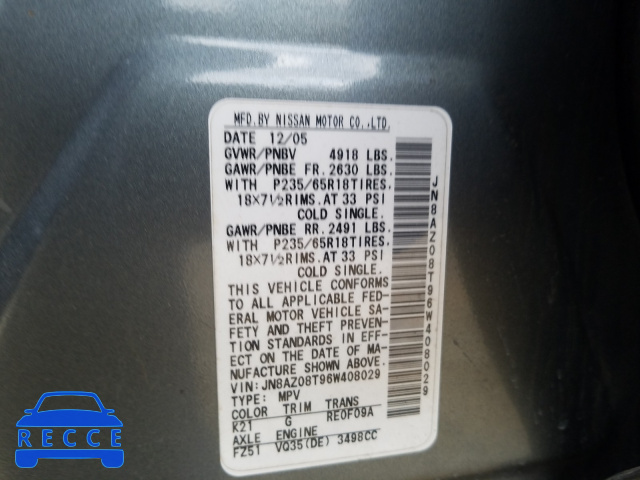 MFD.BY NISSAN MOTOR CO.,LTD.
DATE 12/05
GVWR/PNBV 4918 LBS.
GAWR/PNBE FR. 2630 LBS.
WITH P235/65R18TIRES,
18×7½RIMS.AT 33 PSI
COLD SINGLE.
GAWR/PNBE RR. 2491 LBS.
WITH P235/65R18TIRES,
18×7½RIMS.AT 33 PSI
COLD SINGLE.
THIS VEHICLE CONFORMS
TO ALL APPLICABLE FED-
ERAL MOTOR VEHICLE SA-
FETY AND THEFT PREVEN-
TION STANDARDS IN EFF-
ECT ON THE DATE OF MA-
NUFACTURE SHOWN ABOVE.
VIN: JN8AZ08T96W408029
TYPE: MPV
COLOR TRIM TRANS
K21 G RE0F09A
AXLE ENGINE
FZ51 VQ35(DE) 3498CC
JN8AZ08T96W408029